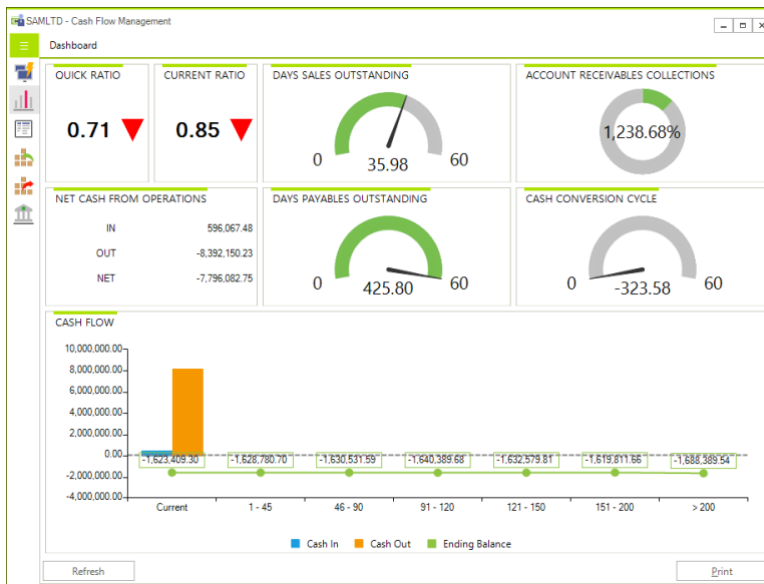 SAMLTD - Cash Flow Management
Dashboard
QUICK RATIO
0.71
CURRENT RATIO
0.85
DAYS SALES OUTSTANDING
0
35.98
60
ACCOUNT RECEIVABLES COLLECTIONS
1,238.68%
NET CASH FROM OPERATIONS
IN 596,067.48
OUT -8,392,150.23
NET -7,796,082.75
DAYS PAYABLES OUTSTANDING
0
425.80
60
CASH CONVERSION CYCLE
0
-323.58
60
CASH FLOW
10,000,000.00
8,000,000.00
6,000,000.00
4,000,000.00
2,000,000.00
0.00
-2,000,000.00
-4,000,000.00
-1,623,409.30 -1,628,780.70 -1,630,531.59 -1,640,389.68 -1,632,579.81 -1,619,811.66 -1,688,389.54
Current 1 - 45 46 - 90 91 - 120 121 - 150 151 - 200 > 200
Cash In Cash Out Ending Balance
Refresh
Print